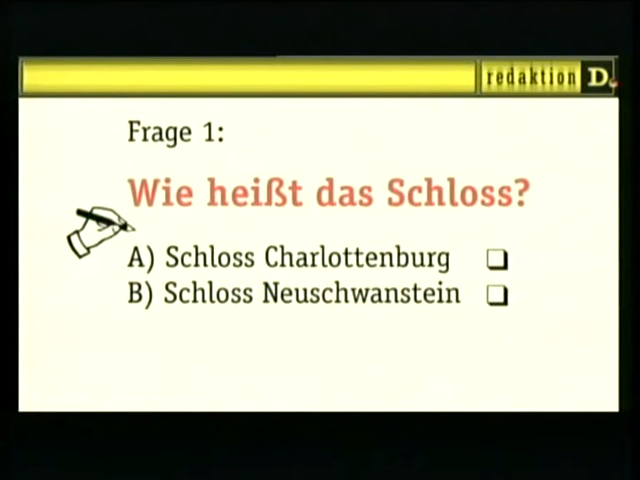 redaktion D.
Frage 1:
Wie heißt das Schloss?
A) Schloss Charlottenburg
B) Schloss Neuschwanstein